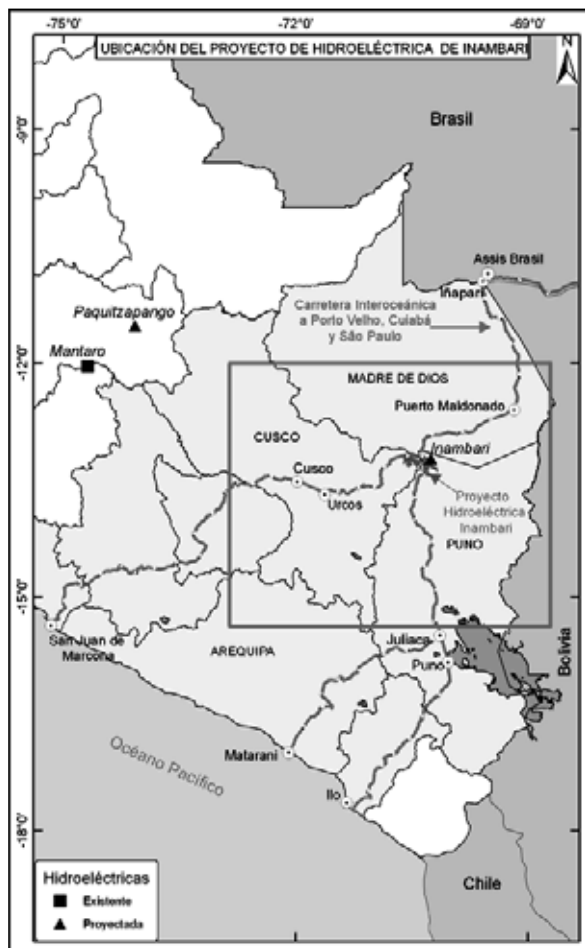 -75°0' -72°0' -69°0'
UBICACIÓN DEL PROYECTO DE HIDROELÉCTRICA DE INAMBARI
N
Brasil
-9°0'
Assis Brasil
Iñapari
Carretera Interoceánica
a Porto Velho, Cuiabá
y São Paulo
Paquitzapango
Mantaro
-12°0'
MADRE DE DIOS
Puerto Maldonado
CUSCO
Inambari
Cusco
Urcos
Proyecto
Hidroeléctrica
Inambari
PUNO
-15°0'
San Juan de
Marcona
AREQUIPA
Juliaca
Puno
Bolivia
Océano Pacífico
Matarani
Ilo
-18°0'
Chile
Hidroeléctricas
Existente
Proyectada